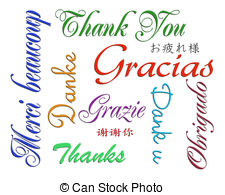 Thank You
お疲れ様
Merci beaucoup
Danke
Gracias
Grazie
谢谢你
Dank u
Obrigado
Thanks
© Can Stock Photo